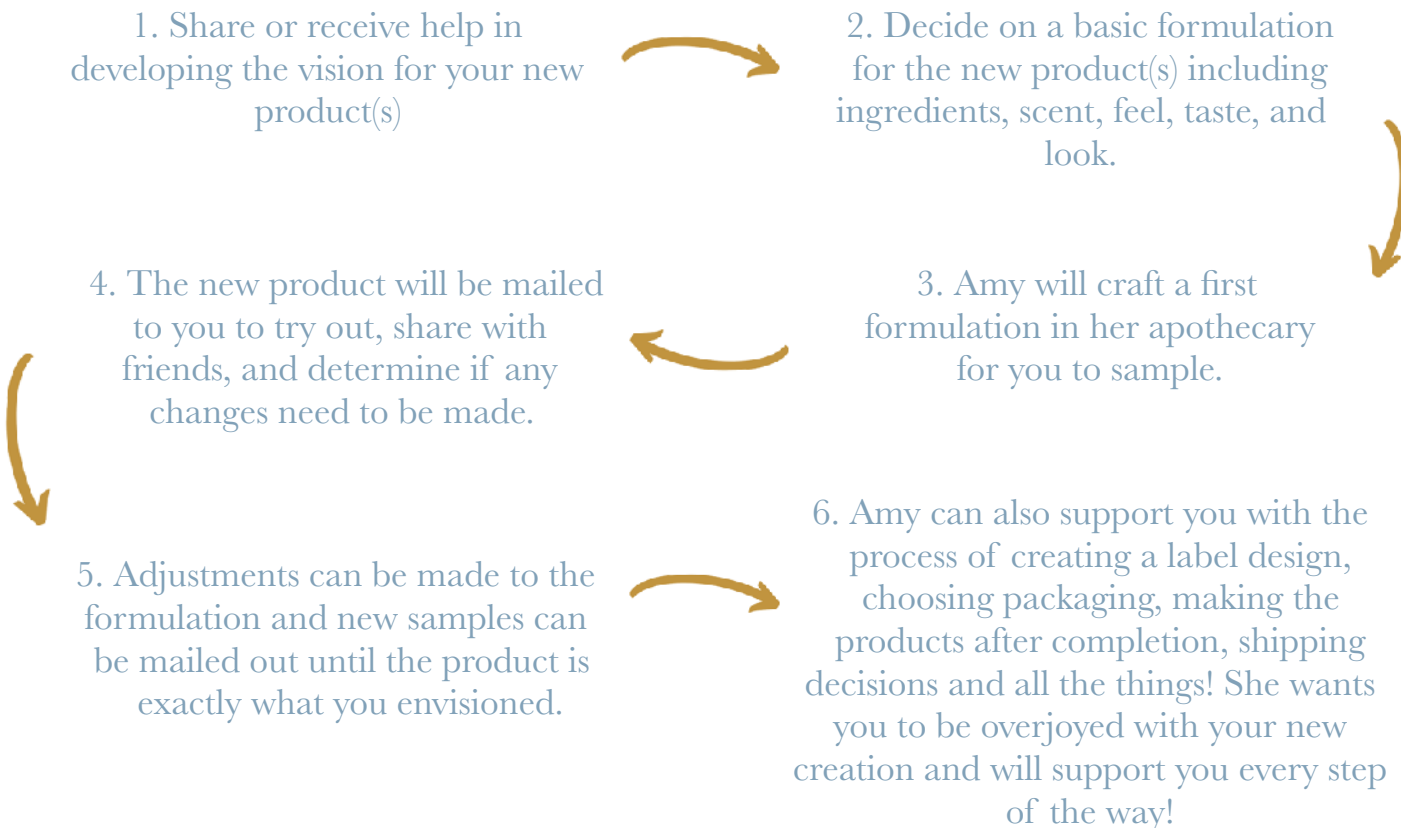 1. Share or receive help in
developing the vision for your new
product(s)
2. Decide on a basic formulation
for the new product(s) including
ingredients, scent, feel, taste, and
look.
3. Amy will craft a first
formulation in her apothecary
for you to sample.
4. The new product will be mailed
to you to try out, share with
friends, and determine if any
changes need to be made.
5. Adjustments can be made to the
formulation and new samples can
be mailed out until the product is
exactly what you envisioned.
6. Amy can also support you with the
process of creating a label design,
choosing packaging, making the
products after completion, shipping
decisions and all the things! She wants
you to be overjoyed with your new
creation and will support you every step
of the way!